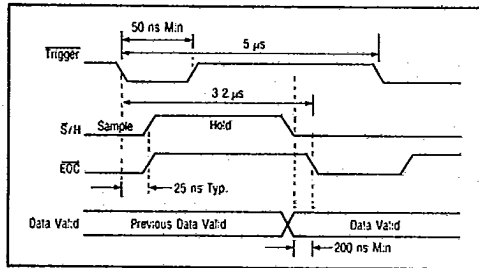 50 ns Min
5 µs
Trigger
3.2 µs
S/H Sample Hold
EOC
25 ns Typ.
Data Valid Previous Data Valid Data Valid
200 ns Min